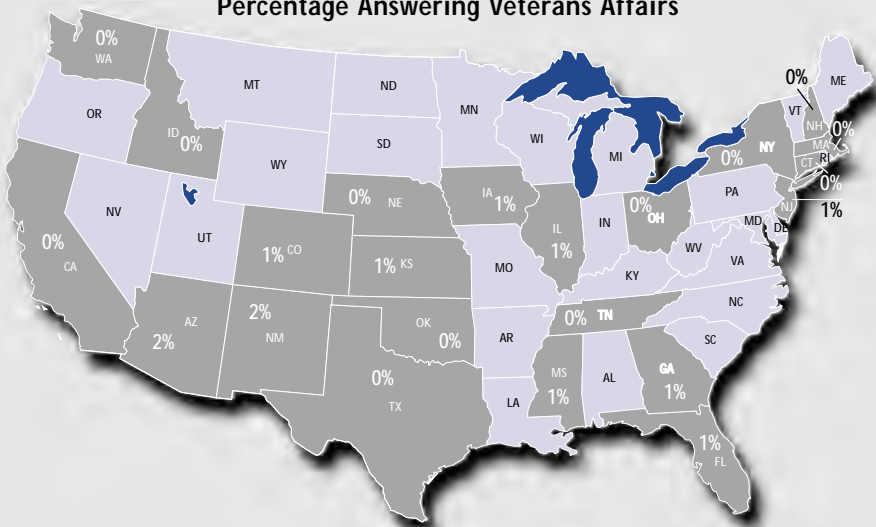 Percentage Answering Veterans Affairs
0%
WA
MT
ND
MN
0%
ME
OR
VT
NH
0%
ID 0%
SD
WI
MI
0%
NY
MA
RI
CT
0%
WY
PA
NJ
1%
0% NE
IA 1%
0%
OH
NV
UT
IL
1%
IN
MD
DE
0%
CA
1% CO
1% KS
MO
WV
VA
KY
2%
AZ
2%
NM
OK
0%
AR
0% TN
NC
SC
0%
TX
MS
1%
AL
GA
1%
LA
1%
FL